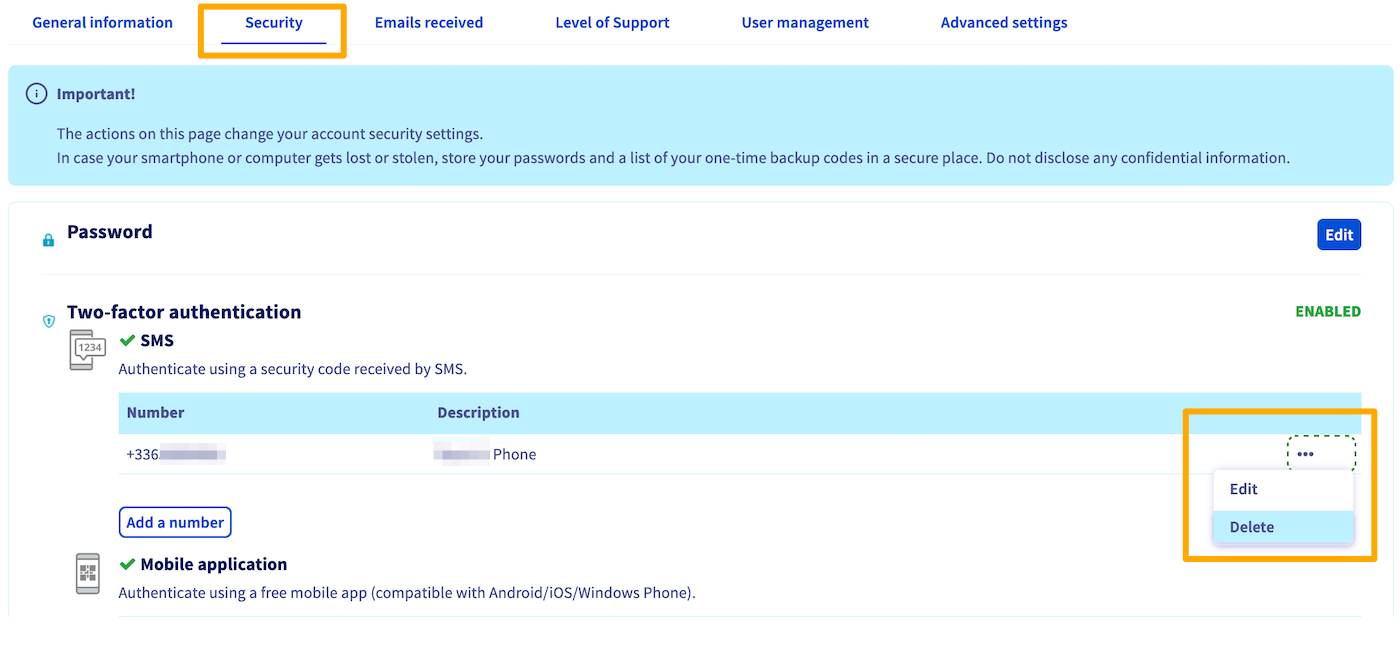 General information Security Emails received Level of Support User management Advanced settings
Important!
The actions on this page change your account security settings.
In case your smartphone or computer gets lost or stolen, store your passwords and a list of your one-time backup codes in a secure place. Do not disclose any confidential information.
Password Edit
Two-factor authentication ENABLED
1234 SMS
Authenticate using a security code received by SMS.
Number Description
+336 Phone •••
Edit
Delete
Add a number
Mobile application
Authenticate using a free mobile app (compatible with Android/iOS/Windows Phone).